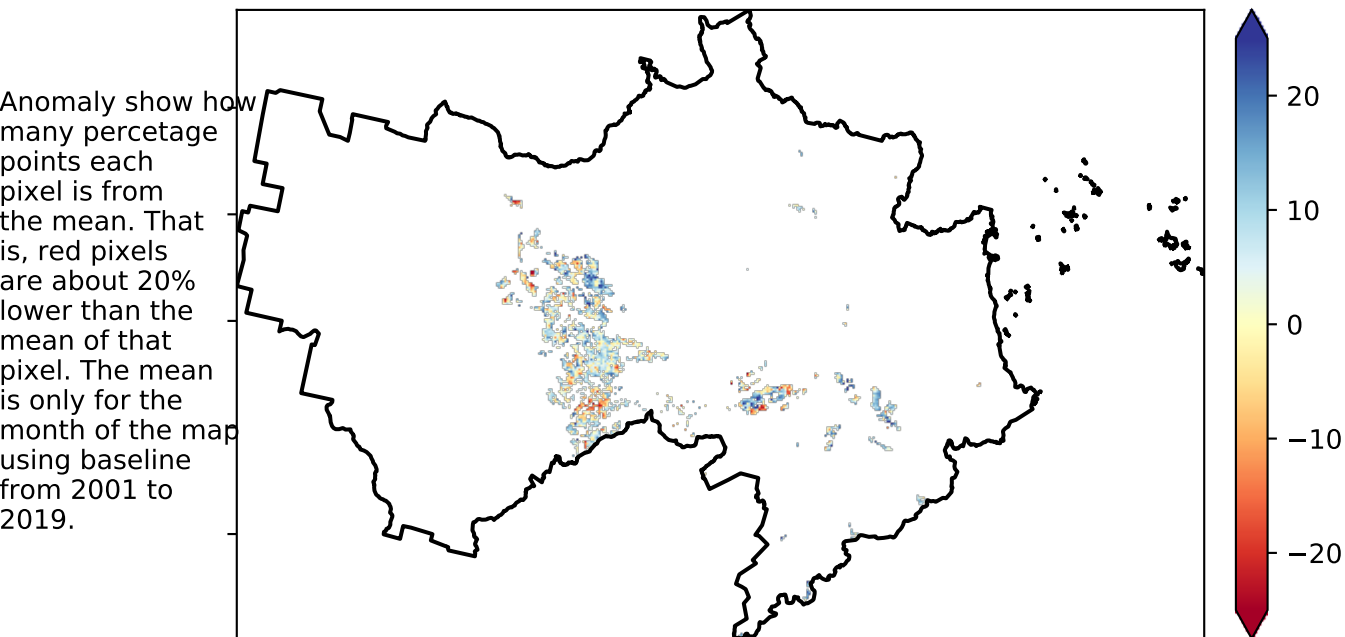 Anomaly show how
many percetage
points each
pixel is from
the mean. That
is, red pixels
are about 20%
lower than the
mean of that
pixel. The mean
is only for the
month of the map
using baseline
from 2001 to
2019.
20
10
0
−10
−20